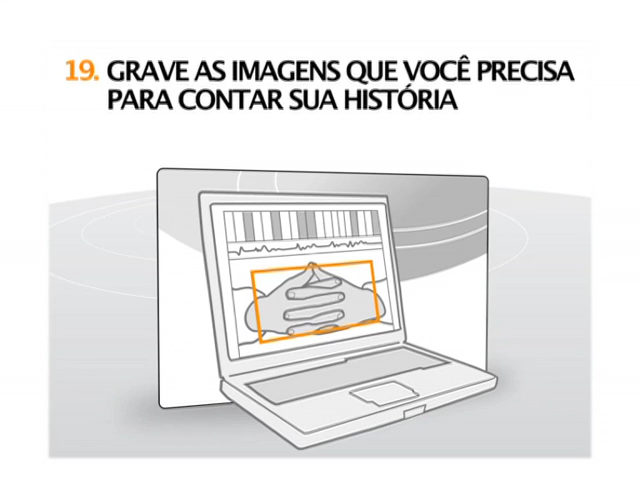 19. GRAVE AS IMAGENS QUE VOCÊ PRECISA
PARA CONTAR SUA HISTÓRIA